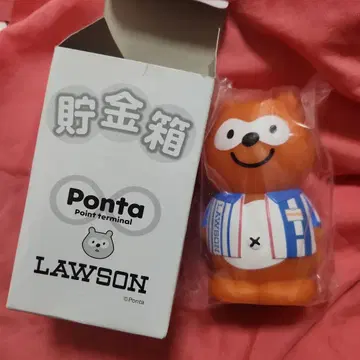 貯金箱
Ponta
Point terminal
LAWSON
©Ponta
LAWSON